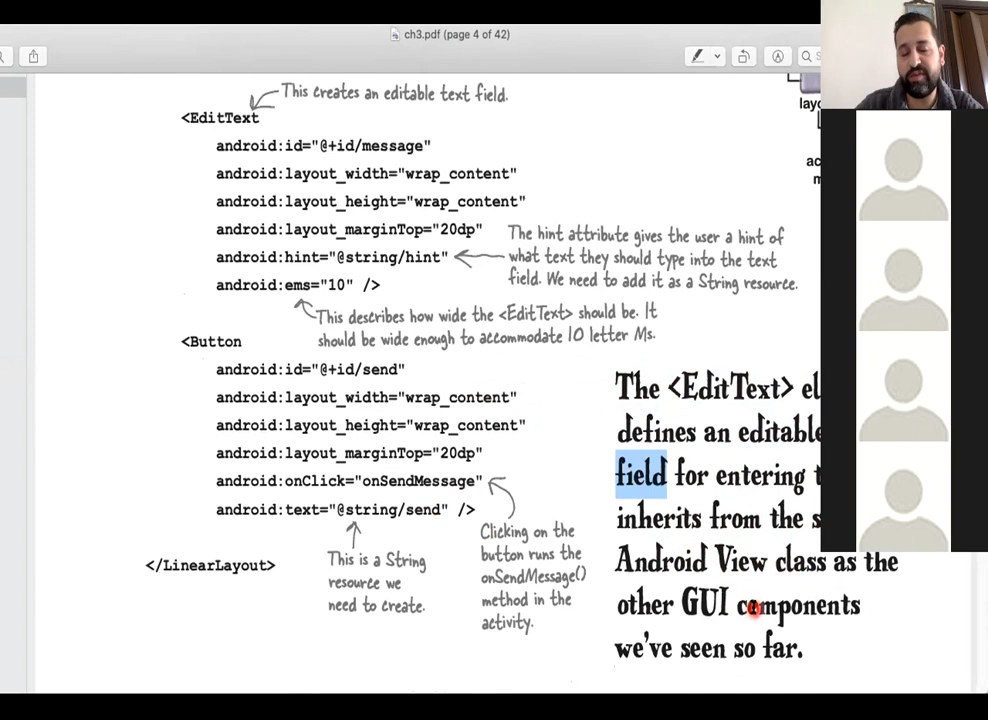 ch3.pdf (page 4 of 42)
This creates an editable text field.
<EditText
android:id="@+id/message"
android:layout_width="wrap_content"
android:layout_height="wrap_content"
android:layout_marginTop="20dp"
android:hint="@string/hint"
android:ems="10" />
The hint attribute gives the user a hint of
what text they should type into the text
field. We need to add it as a String resource.
This describes how wide the <EditText> should be. It
should be wide enough to accommodate 10 letter Ms.
<Button
android:id="@+id/send"
android:layout_width="wrap_content"
android:layout_height="wrap_content"
android:layout_marginTop="20dp"
android:onClick="onSendMessage"
android:text="@string/send" />
</LinearLayout>
This is a String
resource we
need to create.
Clicking on the
button runs the
onSendMessage()
method in the
activity.
The <EditText> el
defines an editable
field for entering t
inherits from the s
Android View class as the
other GUI components
we've seen so far.